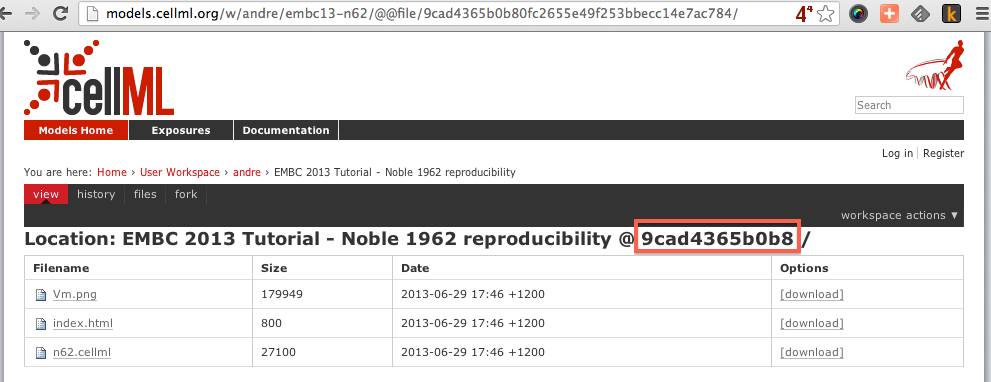 models.cellml.org/w/andre/embc13-n62/@@file/9cad4365b0b80fc2655e49f253bbecc14e7ac784/ 4⁴ k
cellML
Search
Models Home Exposures Documentation
Log in Register
You are here: Home › User Workspace › andre › EMBC 2013 Tutorial - Noble 1962 reproducibility
view history files fork
workspace actions ▼
Location: EMBC 2013 Tutorial - Noble 1962 reproducibility @ 9cad4365b0b8 /
Filename Size Date Options
Vm.png 179949 2013-06-29 17:46 +1200 [download]
index.html 800 2013-06-29 17:46 +1200 [download]
n62.cellml 27100 2013-06-29 17:46 +1200 [download]